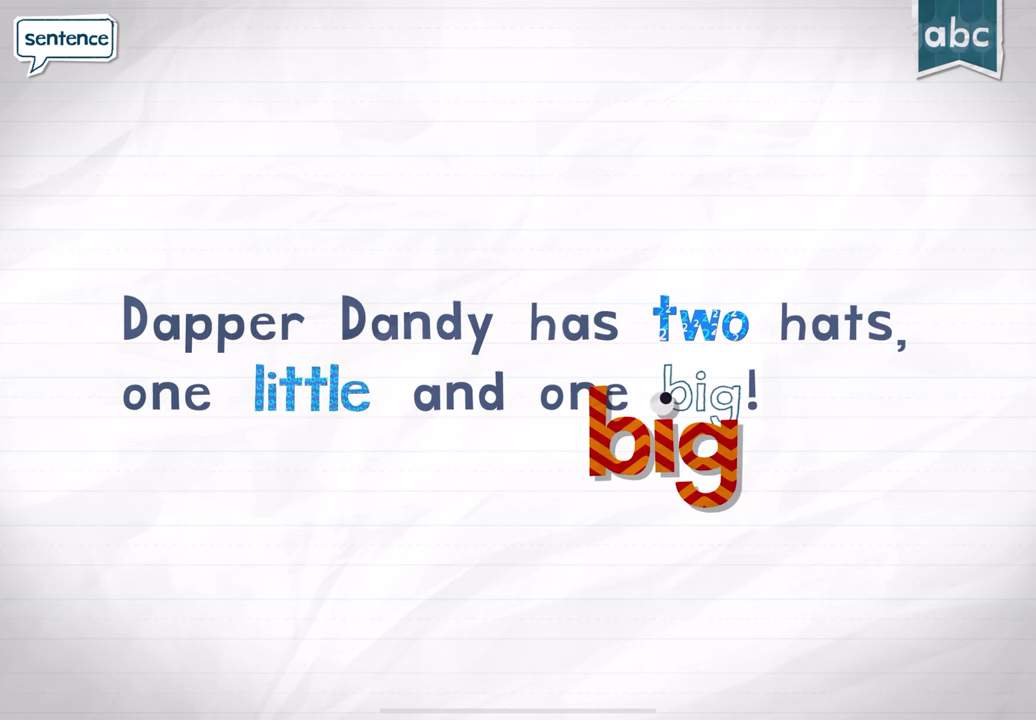 sentence
abc
Dapper Dandy has two hats,
one little and one big!
big